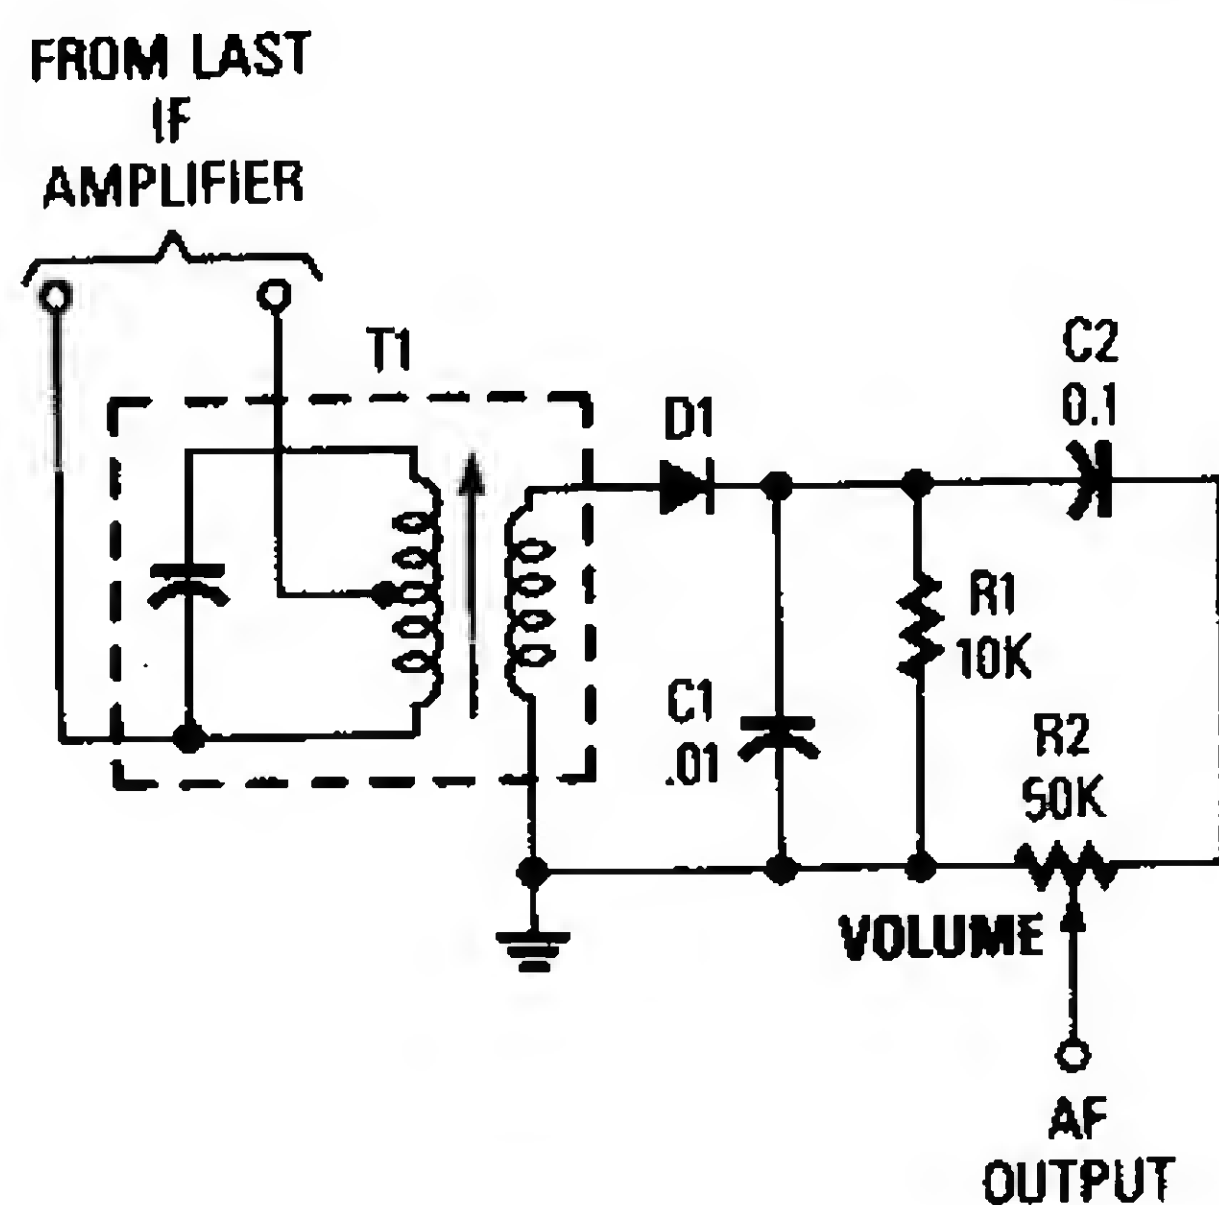 FROM LAST
IF
AMPLIFIER
T1
D1
C2
0.1
R1
10K
C1
.01
R2
50K
VOLUME
AF
OUTPUT